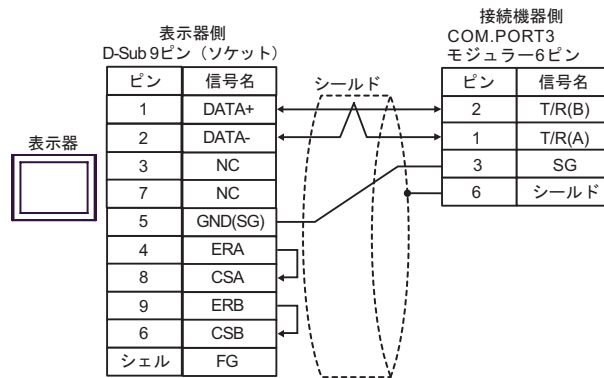 表示器側
D-Sub 9ピン（ソケット）
接続機器側
COM.PORT3
モジュラー6ピン
表示器
シールド
ピン 信号名
1 DATA+
2 DATA-
3 NC
7 NC
5 GND(SG)
4 ERA
8 CSA
9 ERB
6 CSB
シェル FG
ピン 信号名
2 T/R(B)
1 T/R(A)
3 SG
6 シールド